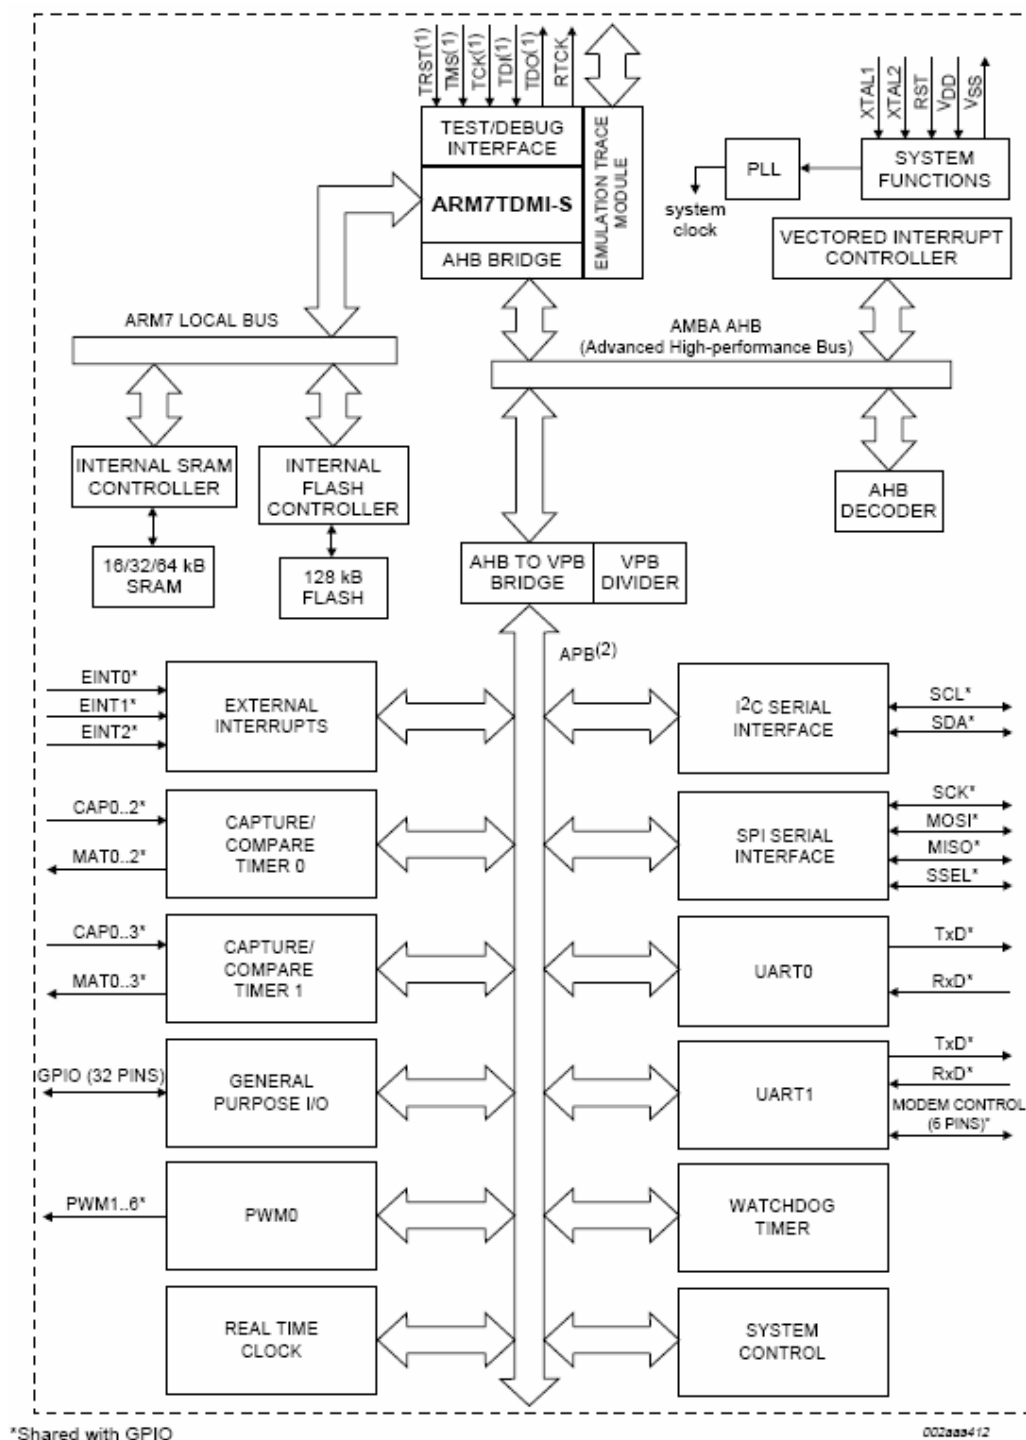 TRST(1)
TMS(1)
TCK(1)
TDI(1)
TDO(1)
RTCK
XTAL1
XTAL2
RST
VDD
VSS
TEST/DEBUG
INTERFACE
ARM7TDMI-S
AHB BRIDGE
EMULATION TRACE
MODULE
PLL
SYSTEM
FUNCTIONS
system
clock
VECTORED INTERRUPT
CONTROLLER
ARM7 LOCAL BUS
AMBA AHB
(Advanced High-performance Bus)
INTERNAL SRAM
CONTROLLER
INTERNAL
FLASH
CONTROLLER
AHB
DECODER
16/32/64 kB
SRAM
128 kB
FLASH
AHB TO VPB
BRIDGE
VPB
DIVIDER
APB(2)
EINT0*
EINT1*
EINT2*
EXTERNAL
INTERRUPTS
I2C SERIAL
INTERFACE
SCL*
SDA*
CAP0..2*
MAT0..2*
CAPTURE/
COMPARE
TIMER 0
SPI SERIAL
INTERFACE
SCK*
MOSI*
MISO*
SSEL*
CAP0..3*
MAT0..3*
CAPTURE/
COMPARE
TIMER 1
UART0
TxD*
RxD*
GPIO (32 PINS)
GENERAL
PURPOSE I/O
UART1
TxD*
RxD*
MODEM CONTROL
(6 PINS)*
PWM1..6*
PWM0
WATCHDOG
TIMER
REAL TIME
CLOCK
SYSTEM
CONTROL
*Shared with GPIO
002aaa412